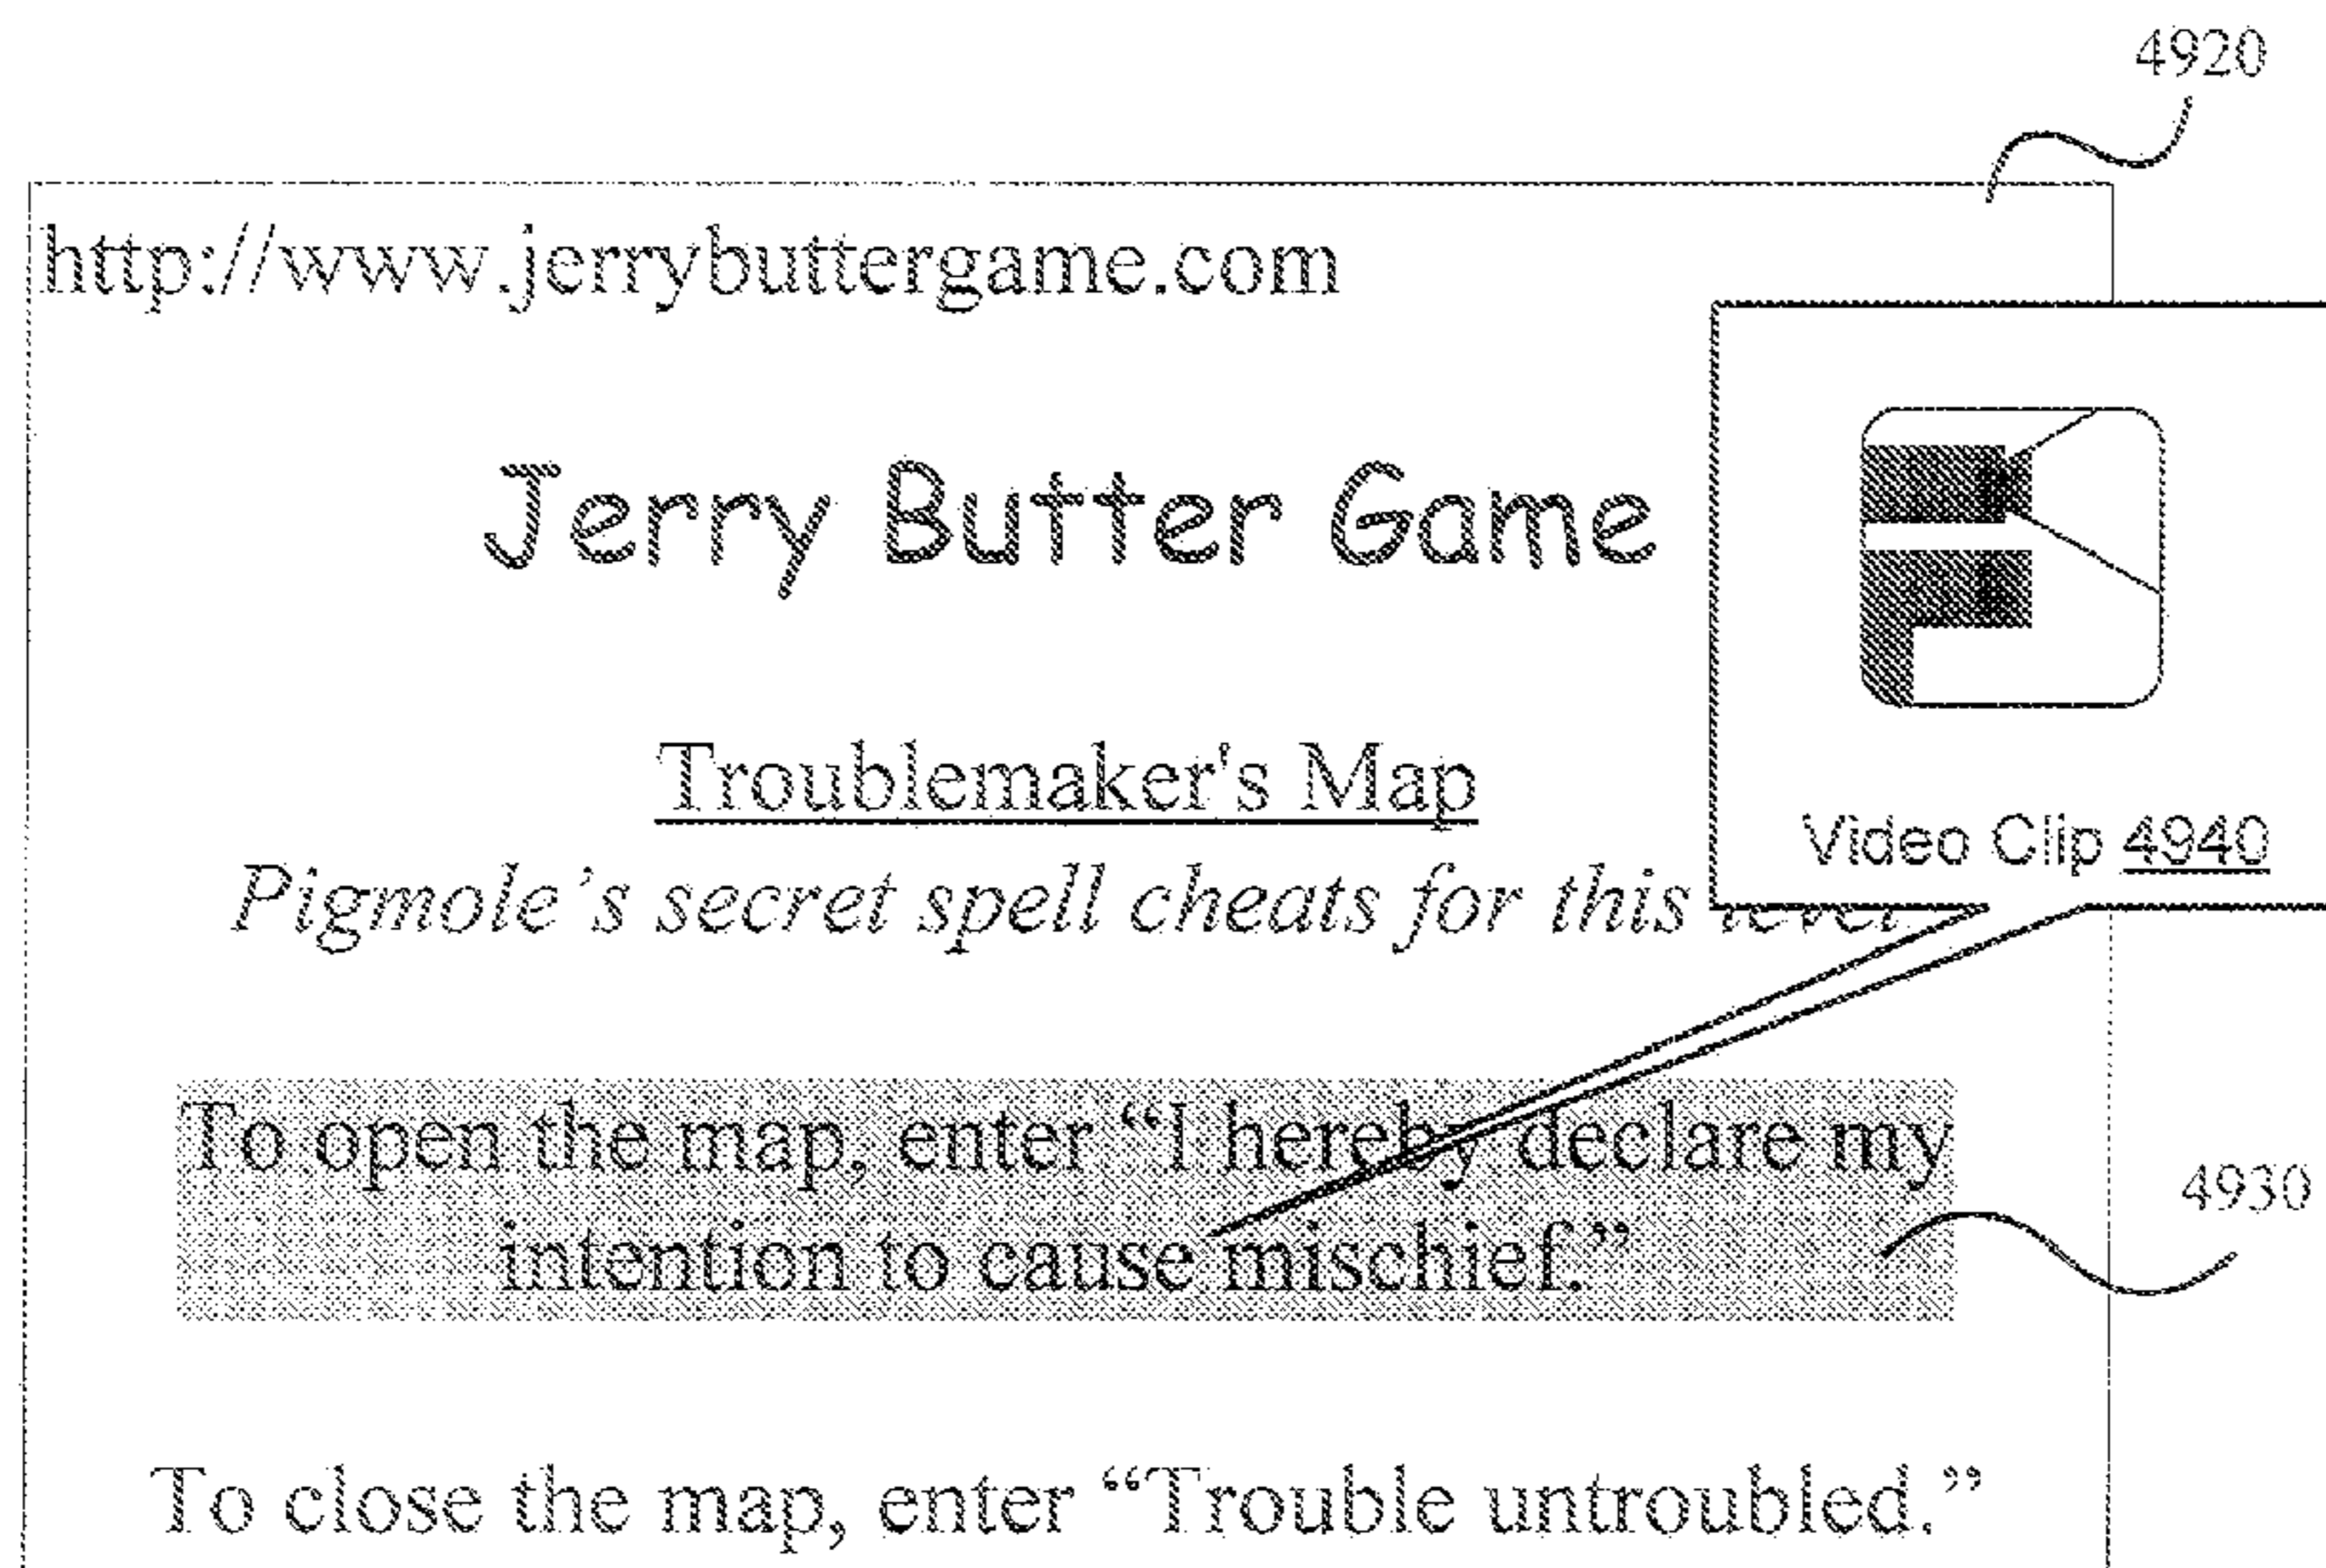 4920
http://www.jerrybuttergame.com
Jerry Butter Game
Troublemaker's Map
Video Clip 4940
Pigmole’s secret spell cheats for this
To open the map, enter “I hereby declare my
4930
intention to cause mischief.”
To close the map, enter “Trouble untroubled.”